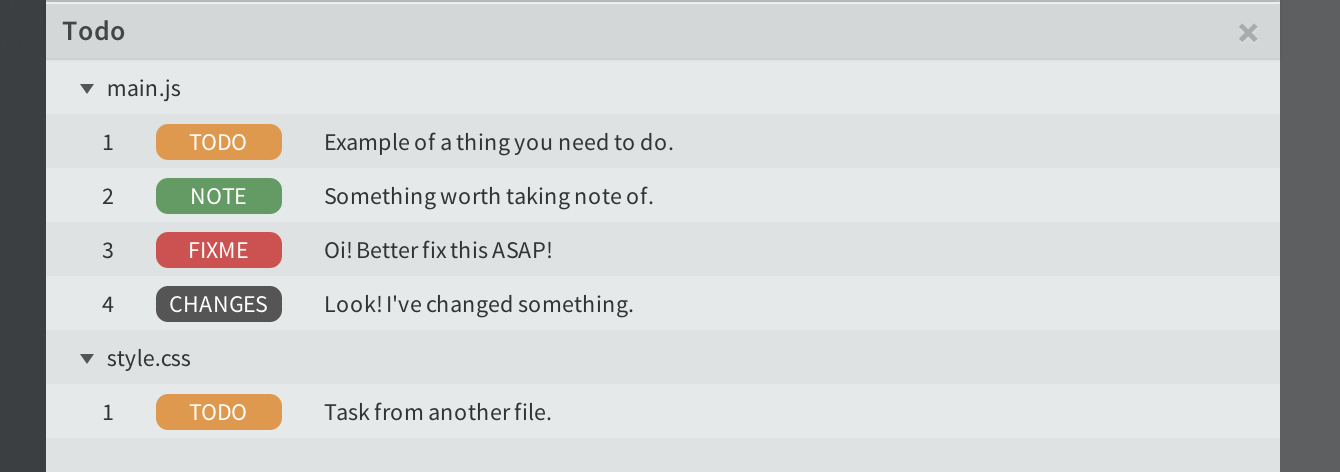 Todo
main.js
1 TODO Example of a thing you need to do.
2 NOTE Something worth taking note of.
3 FIXME Oi! Better fix this ASAP!
4 CHANGES Look! I've changed something.
style.css
1 TODO Task from another file.